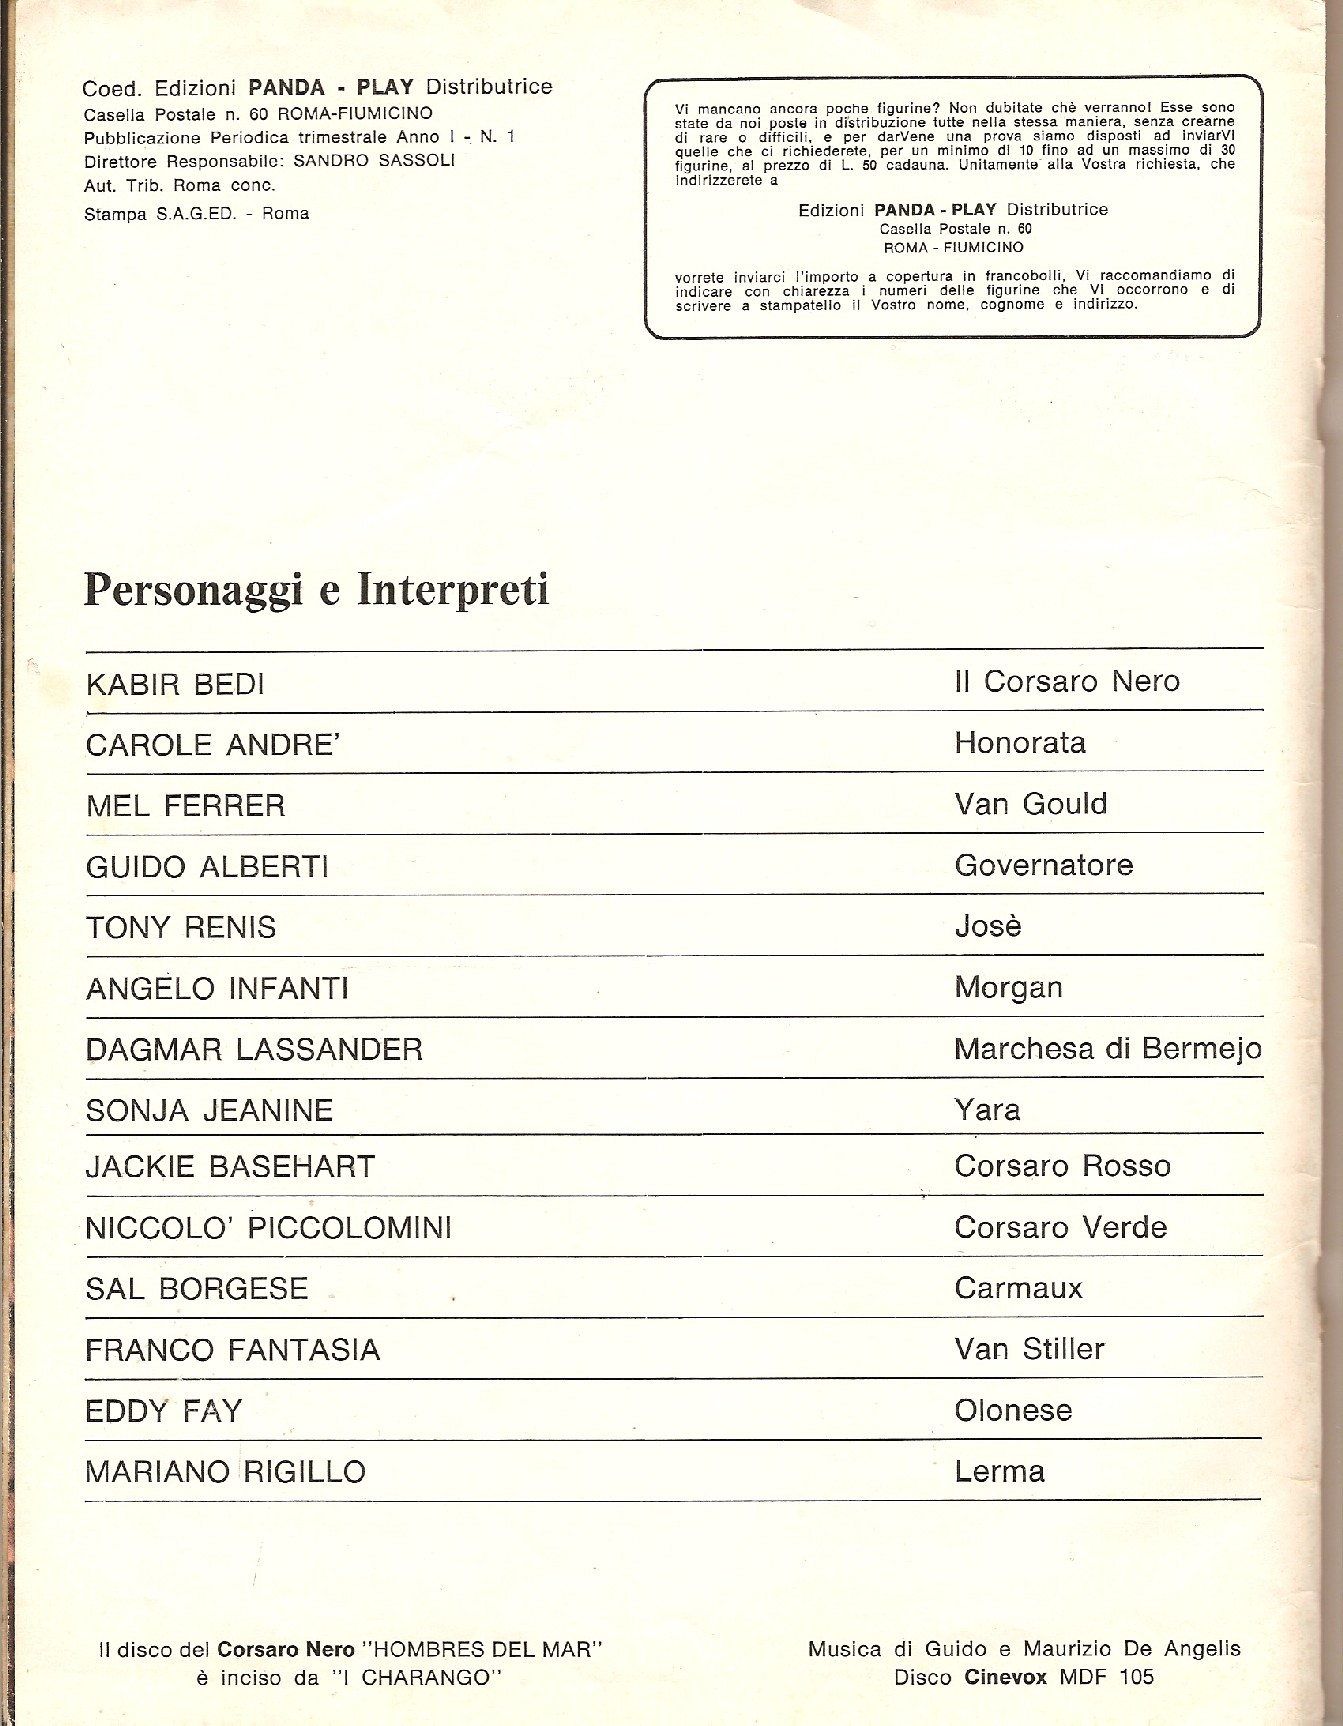 Coed. Edizioni PANDA - PLAY Distributrice
Casella Postale n. 60 ROMA-FIUMICINO
Pubblicazione Periodica trimestrale Anno I - N. 1
Direttore Responsabile: SANDRO SASSOLI
Aut. Trib. Roma conc.
Stampa S.A.G.ED. - Roma
Vi mancano ancora poche figurine? Non dubitate chè verranno! Esse sono
state da noi poste in distribuzione tutte nella stessa maniera, senza crearne
di rare o difficili, e per darVene una prova siamo disposti ad inviarVi
quelle che ci richiederete, per un minimo di 10 fino ad un massimo di 30
figurine, al prezzo di L. 50 cadauna. Unitamente alla Vostra richiesta, che
indirizzerete a
Edizioni PANDA - PLAY Distributrice
Casella Postale n. 60
ROMA - FIUMICINO
vorrete inviarci l'importo a copertura in francobolli, Vi raccomandiamo di
indicare con chiarezza i numeri delle figurine che Vi occorrono e di
scrivere a stampatello il Vostro nome, cognome e indirizzo.
Personaggi e Interpreti
KABIR BEDI Il Corsaro Nero
CAROLE ANDRE' Honorata
MEL FERRER Van Gould
GUIDO ALBERTI Governatore
TONY RENIS Josè
ANGELO INFANTI Morgan
DAGMAR LASSANDER Marchesa di Bermejo
SONJA JEANINE Yara
JACKIE BASEHART Corsaro Rosso
NICCOLO' PICCOLOMINI Corsaro Verde
SAL BORGESE Carmaux
FRANCO FANTASIA Van Stiller
EDDY FAY Olonese
MARIANO RIGILLO Lerma
Il disco del Corsaro Nero "HOMBRES DEL MAR"
è inciso da "I CHARANGO"
Musica di Guido e Maurizio De Angelis
Disco Cinevox MDF 105